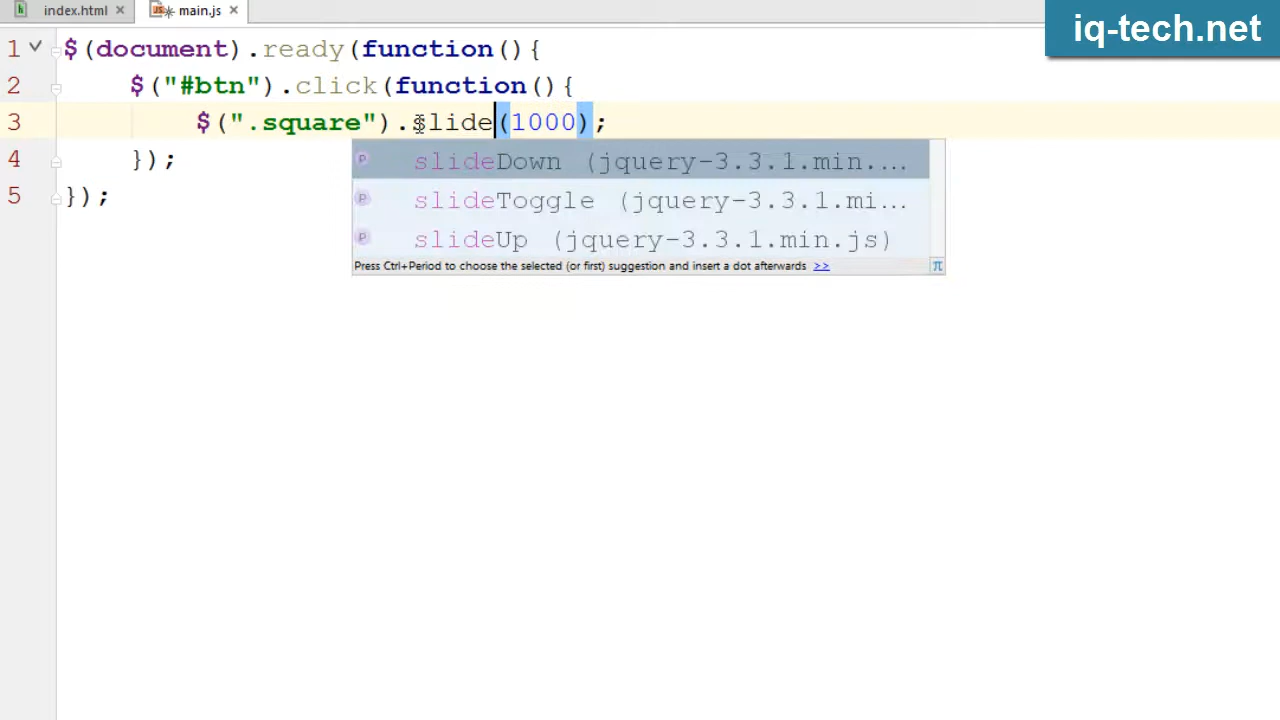 index.html
main.js
iq-tech.net
1 $(document).ready(function(){
2 $("#btn").click(function(){
3 $(".square").slide(1000);
4 });
5 });
slideDown (jquery-3.3.1.min....
slideToggle (jquery-3.3.1.mi...
slideUp (jquery-3.3.1.min.js)
Press Ctrl+Period to choose the selected (or first) suggestion and insert a dot afterwards >> π